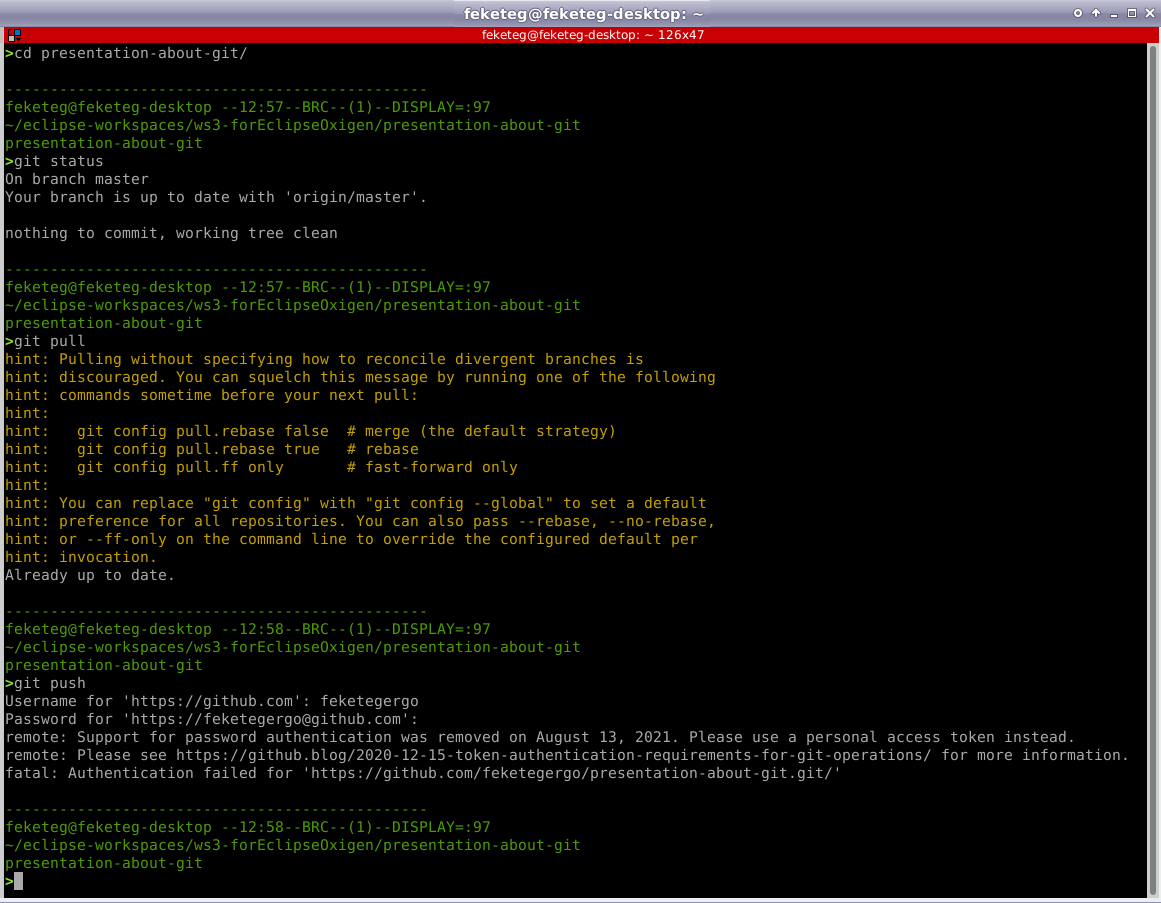 feketeg@feketeg-desktop: ~
feketeg@feketeg-desktop: ~ 126x47
>cd presentation-about-git/
-----------------------------------------------
feketeg@feketeg-desktop --12:57--BRC--(1)--DISPLAY=:97
~/eclipse-workspaces/ws3-forEclipseOxigen/presentation-about-git
presentation-about-git
>git status
On branch master
Your branch is up to date with 'origin/master'.
nothing to commit, working tree clean
-----------------------------------------------
feketeg@feketeg-desktop --12:57--BRC--(1)--DISPLAY=:97
~/eclipse-workspaces/ws3-forEclipseOxigen/presentation-about-git
presentation-about-git
>git pull
hint: Pulling without specifying how to reconcile divergent branches is
hint: discouraged. You can squelch this message by running one of the following
hint: commands sometime before your next pull:
hint:
hint:   git config pull.rebase false  # merge (the default strategy)
hint:   git config pull.rebase true   # rebase
hint:   git config pull.ff only       # fast-forward only
hint:
hint: You can replace "git config" with "git config --global" to set a default
hint: preference for all repositories. You can also pass --rebase, --no-rebase,
hint: or --ff-only on the command line to override the configured default per
hint: invocation.
Already up to date.
-----------------------------------------------
feketeg@feketeg-desktop --12:58--BRC--(1)--DISPLAY=:97
~/eclipse-workspaces/ws3-forEclipseOxigen/presentation-about-git
presentation-about-git
>git push
Username for 'https://github.com': feketegergo
Password for 'https://feketegergo@github.com':
remote: Support for password authentication was removed on August 13, 2021. Please use a personal access token instead.
remote: Please see https://github.blog/2020-12-15-token-authentication-requirements-for-git-operations/ for more information.
fatal: Authentication failed for 'https://github.com/feketegergo/presentation-about-git.git/'
-----------------------------------------------
feketeg@feketeg-desktop --12:58--BRC--(1)--DISPLAY=:97
~/eclipse-workspaces/ws3-forEclipseOxigen/presentation-about-git
presentation-about-git
>